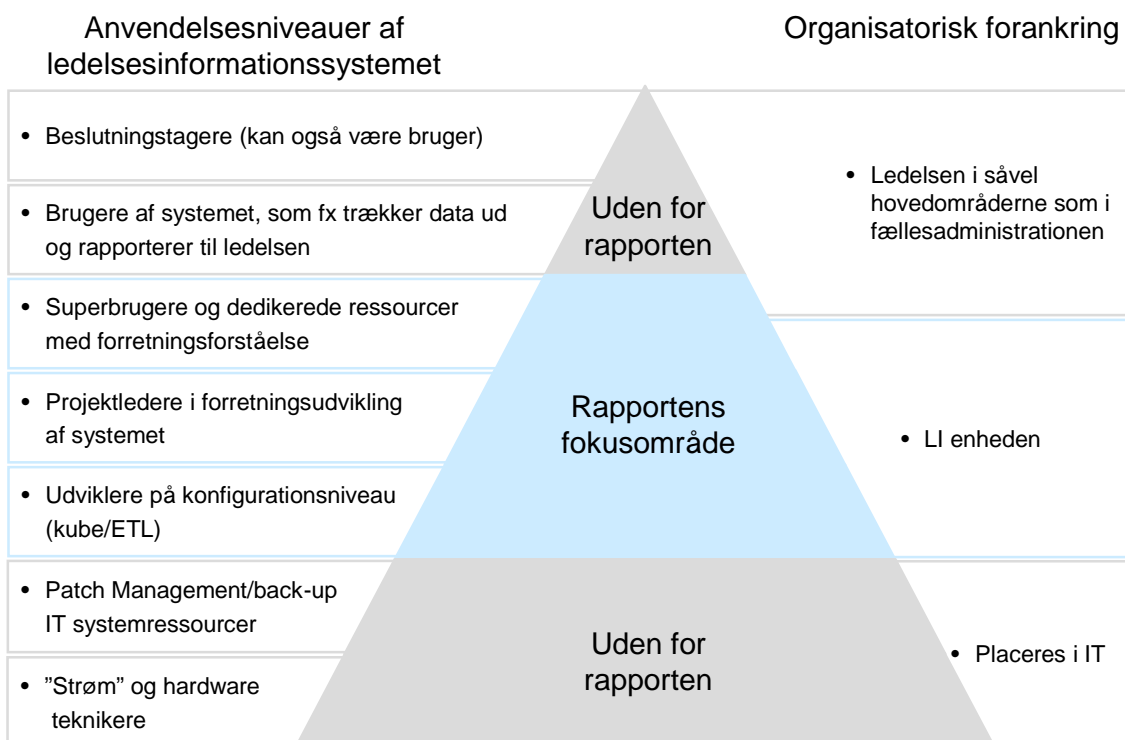 Anvendelsesniveauer af
ledelsesinformationssystemet
Organisatorisk forankring
• Beslutningstagere (kan også være bruger)
• Brugere af systemet, som fx trækker data ud
og rapporterer til ledelsen
• Superbrugere og dedikerede ressourcer
med forretningsforståelse
• Projektledere i forretningsudvikling
af systemet
• Udviklere på konfigurationsniveau
(kube/ETL)
• Patch Management/back-up
IT systemressourcer
• ”Strøm” og hardware
teknikere
Uden for
rapporten
Rapportens
fokusområde
Uden for
rapporten
• Ledelsen i såvel
hovedområderne som i
fællesadministrationen
• LI enheden
• Placeres i IT